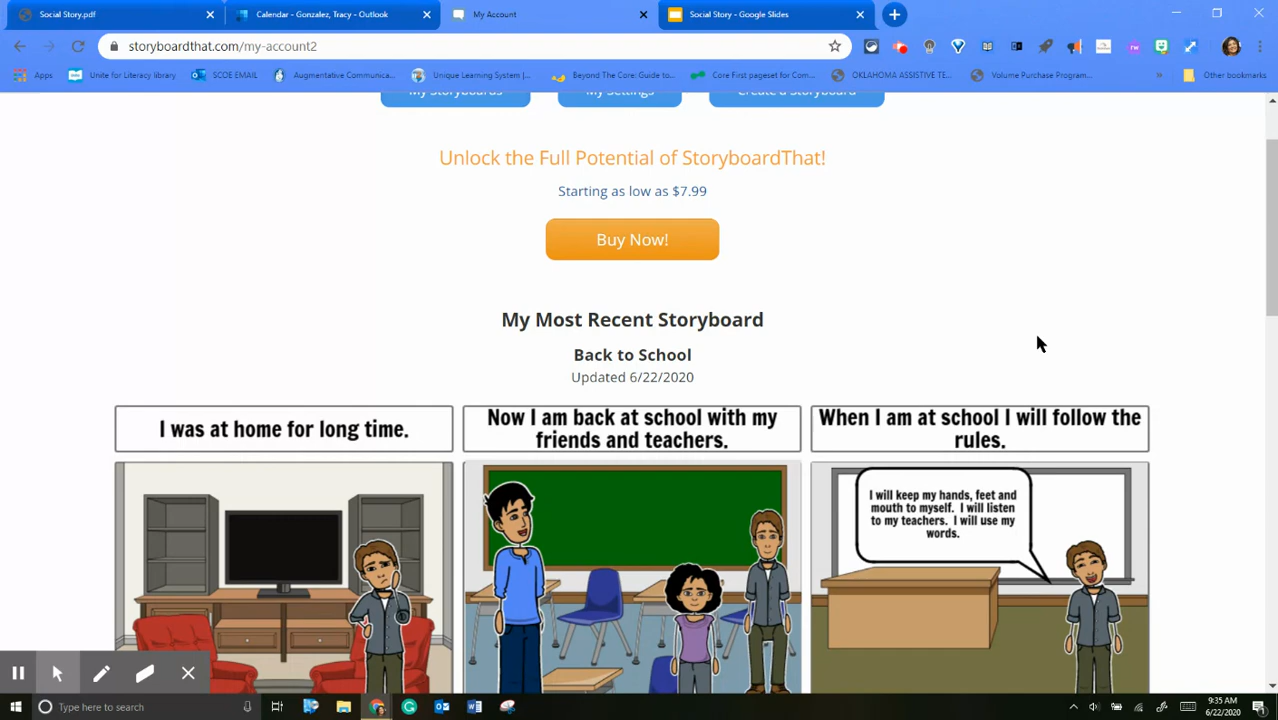 Social Story.pdf
Calendar - Gonzalez, Tracy - Outlook
My Account
Social Story - Google Slides
storyboardthat.com/my-account2
Apps
Unite for Literacy library
SCOE EMAIL
Augmentative Communica...
Unique Learning System |...
Beyond The Core: Guide to...
Core First pageset for Com...
OKLAHOMA ASSISTIVE TE...
Volume Purchase Program...
»
Other bookmarks
My Storyboards
My Settings
Create a Storyboard
Unlock the Full Potential of StoryboardThat!
Starting as low as $7.99
Buy Now!
My Most Recent Storyboard
Back to School
Updated 6/22/2020
I was at home for long time.
Now I am back at school with my
friends and teachers.
When I am at school I will follow the
rules.
I will keep my hands, feet and
mouth to myself. I will listen
to my teachers. I will use my
words.
Type here to search
9:35 AM
6/22/2020